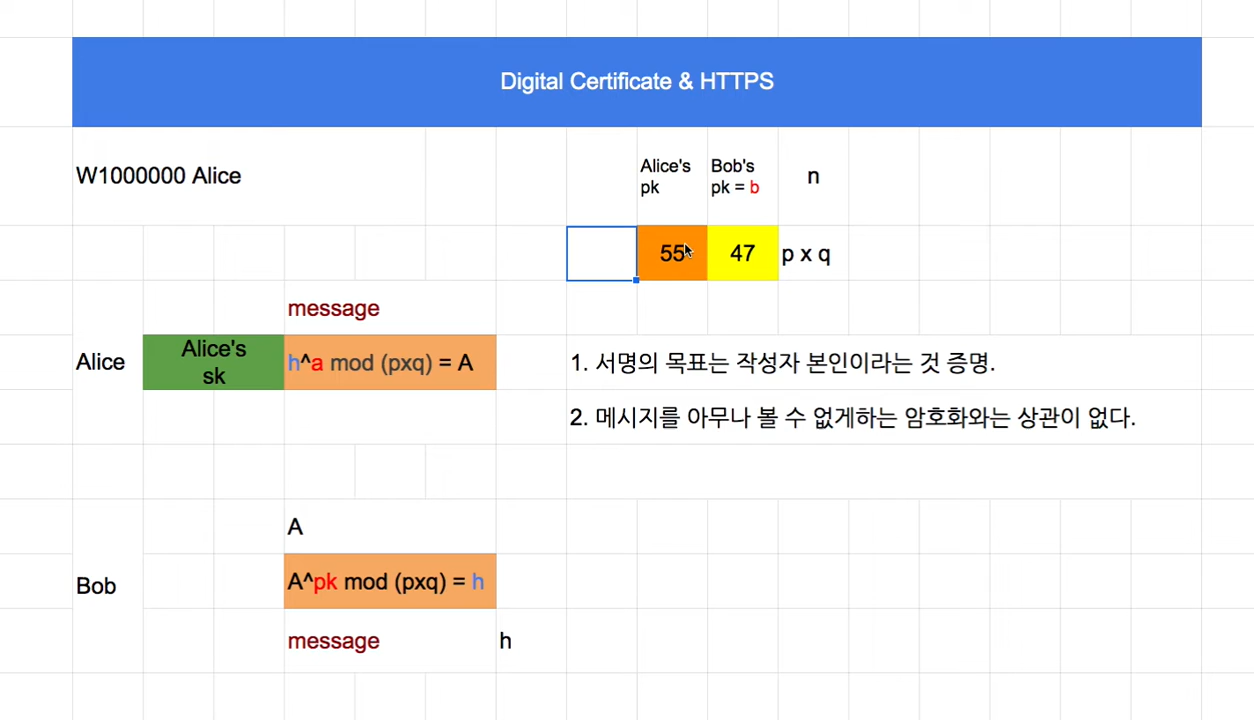 Digital Certificate & HTTPS
W1000000 Alice
Alice's
pk
Bob's
pk = b
n
55
47
p x q
message
Alice
Alice's
sk
h^a mod (pxq) = A
1. 서명의 목표는 작성자 본인이라는 것 증명.
2. 메시지를 아무나 볼 수 없게하는 암호화와는 상관이 없다.
A
Bob
A^pk mod (pxq) = h
message
h